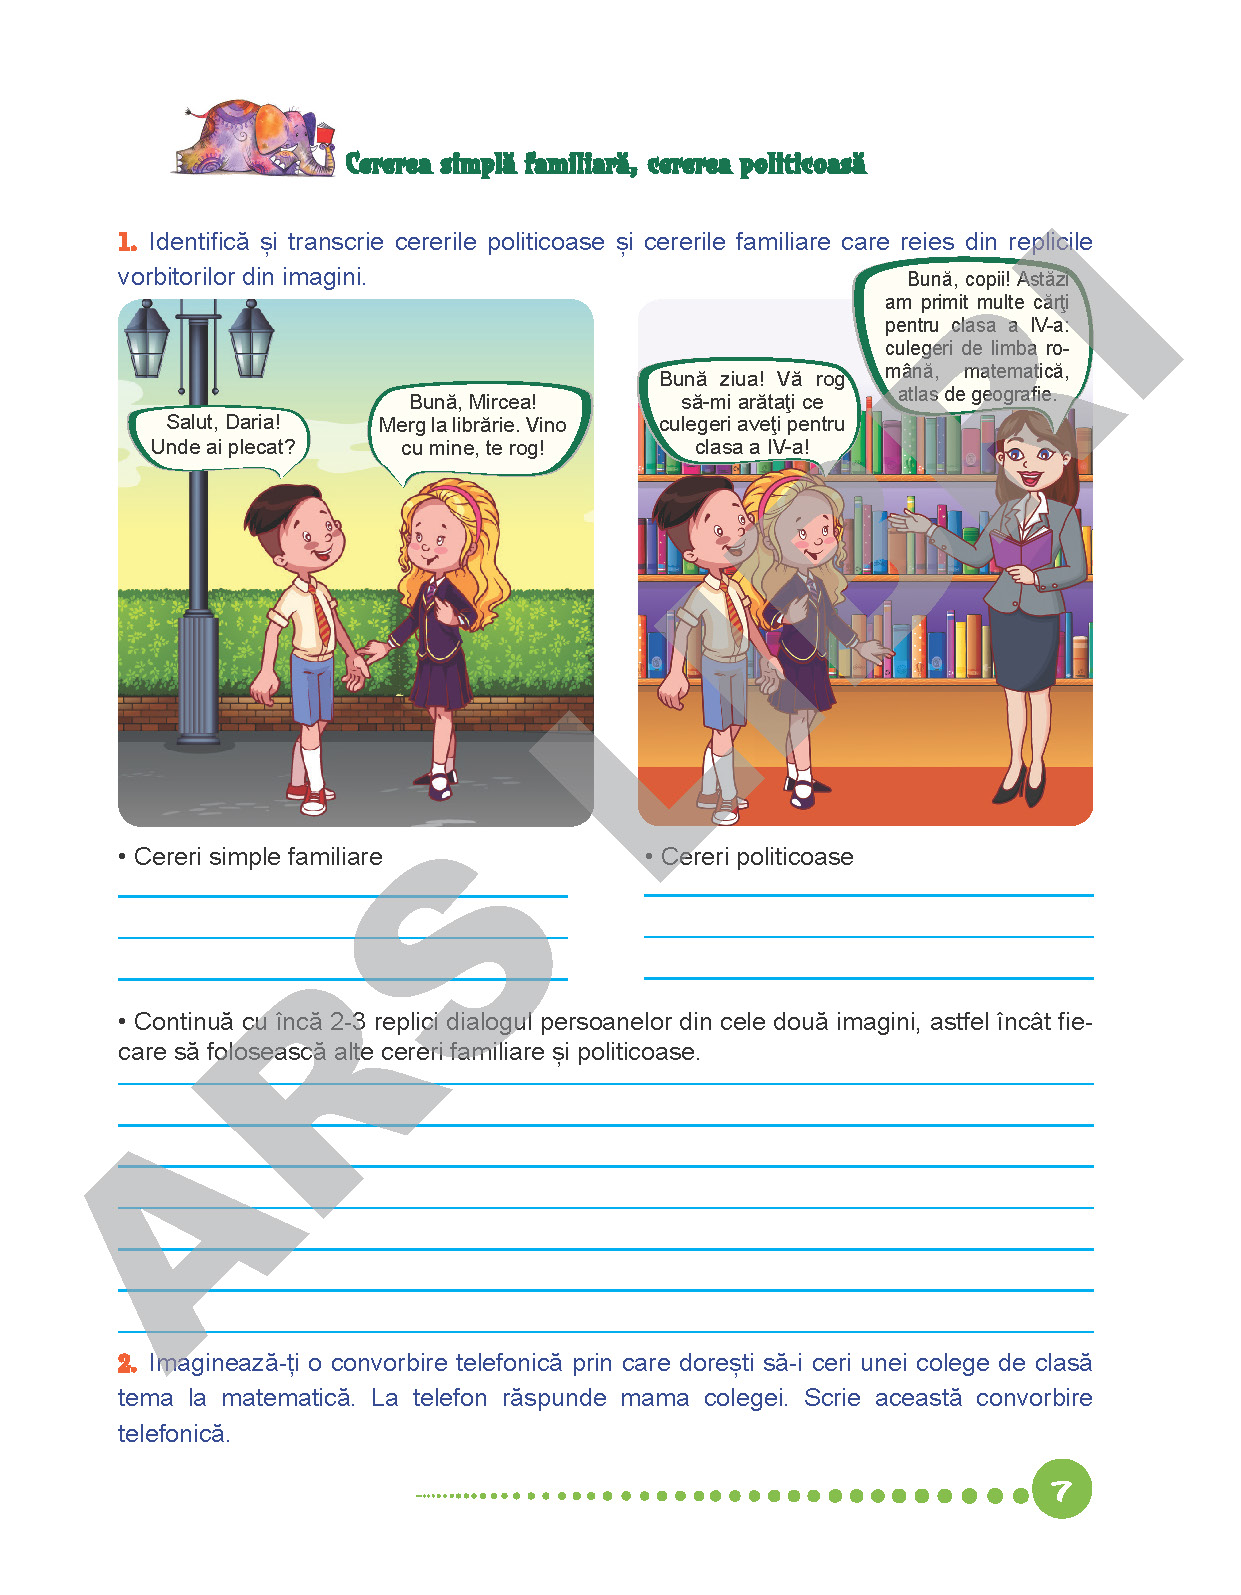 Cererea simplă familiară, cererea politicoasă
1. Identifică și transcrie cererile politicoase și cererile familiare care reies din replicile
vorbitorilor din imagini.
Salut, Daria!
Unde ai plecat?
Bună, Mircea!
Merg la librărie. Vino
cu mine, te rog!
Bună ziua! Vă rog
să-mi arătaţi ce
culegeri aveţi pentru
clasa a IV-a!
Bună, copii! Astăzi
am primit multe cărţi
pentru clasa a IV-a:
culegeri de limba ro-
mână, matematică,
atlas de geografie.
• Cereri simple familiare
• Cereri politicoase
• Continuă cu încă 2-3 replici dialogul persoanelor din cele două imagini, astfel încât fie-
care să folosească alte cereri familiare și politicoase.
2. Imaginează-ți o convorbire telefonică prin care dorești să-i ceri unei colege de clasă
tema la matematică. La telefon răspunde mama colegei. Scrie această convorbire
telefonică.
7
ARS LIBRI